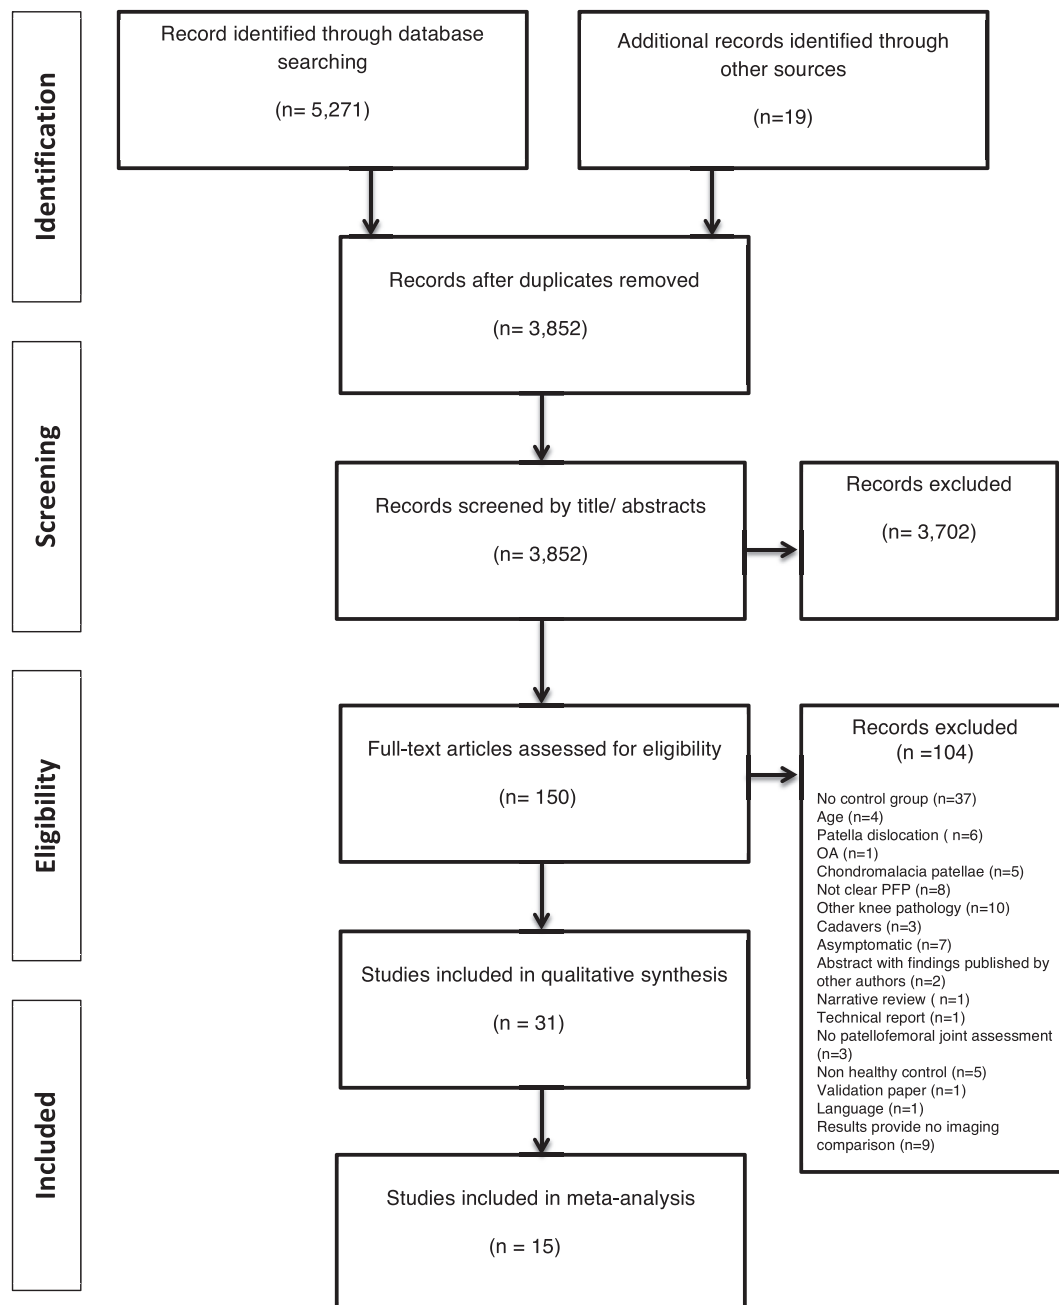 Identification
Record identified through database
searching
(n= 5,271)
Additional records identified through
other sources
(n=19)
Records after duplicates removed
(n= 3,852)
Screening
Records screened by title/ abstracts
(n= 3,852)
Records excluded
(n= 3,702)
Eligibility
Full-text articles assessed for eligibility
(n= 150)
Records excluded
(n =104)
No control group (n=37)
Age (n=4)
Patella dislocation ( n=6)
OA (n=1)
Chondromalacia patellae (n=5)
Not clear PFP (n=8)
Other knee pathology (n=10)
Cadavers (n=3)
Asymptomatic (n=7)
Abstract with findings published by
other authors (n=2)
Narrative review ( n=1)
Technical report (n=1)
No patellofemoral joint assessment
(n=3)
Non healthy control (n=5)
Validation paper (n=1)
Language (n=1)
Results provide no imaging
comparison (n=9)
Studies included in qualitative synthesis
(n = 31)
Included
Studies included in meta-analysis
(n = 15)